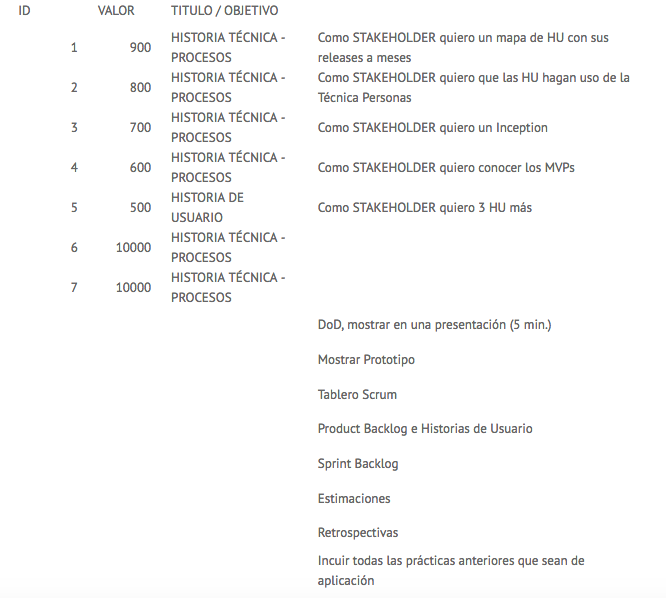 ID VALOR TITULO / OBJETIVO
1 900 HISTORIA TÉCNICA - PROCESOS Como STAKEHOLDER quiero un mapa de HU con sus releases a meses
2 800 HISTORIA TÉCNICA - PROCESOS Como STAKEHOLDER quiero que las HU hagan uso de la Técnica Personas
3 700 HISTORIA TÉCNICA - PROCESOS Como STAKEHOLDER quiero un Inception
4 600 HISTORIA TÉCNICA - PROCESOS Como STAKEHOLDER quiero conocer los MVPs
5 500 HISTORIA DE USUARIO Como STAKEHOLDER quiero 3 HU más
6 10000 HISTORIA TÉCNICA - PROCESOS
7 10000 HISTORIA TÉCNICA - PROCESOS
DoD, mostrar en una presentación (5 min.)
Mostrar Prototipo
Tablero Scrum
Product Backlog e Historias de Usuario
Sprint Backlog
Estimaciones
Retrospectivas
Incuir todas las prácticas anteriores que sean de
aplicación